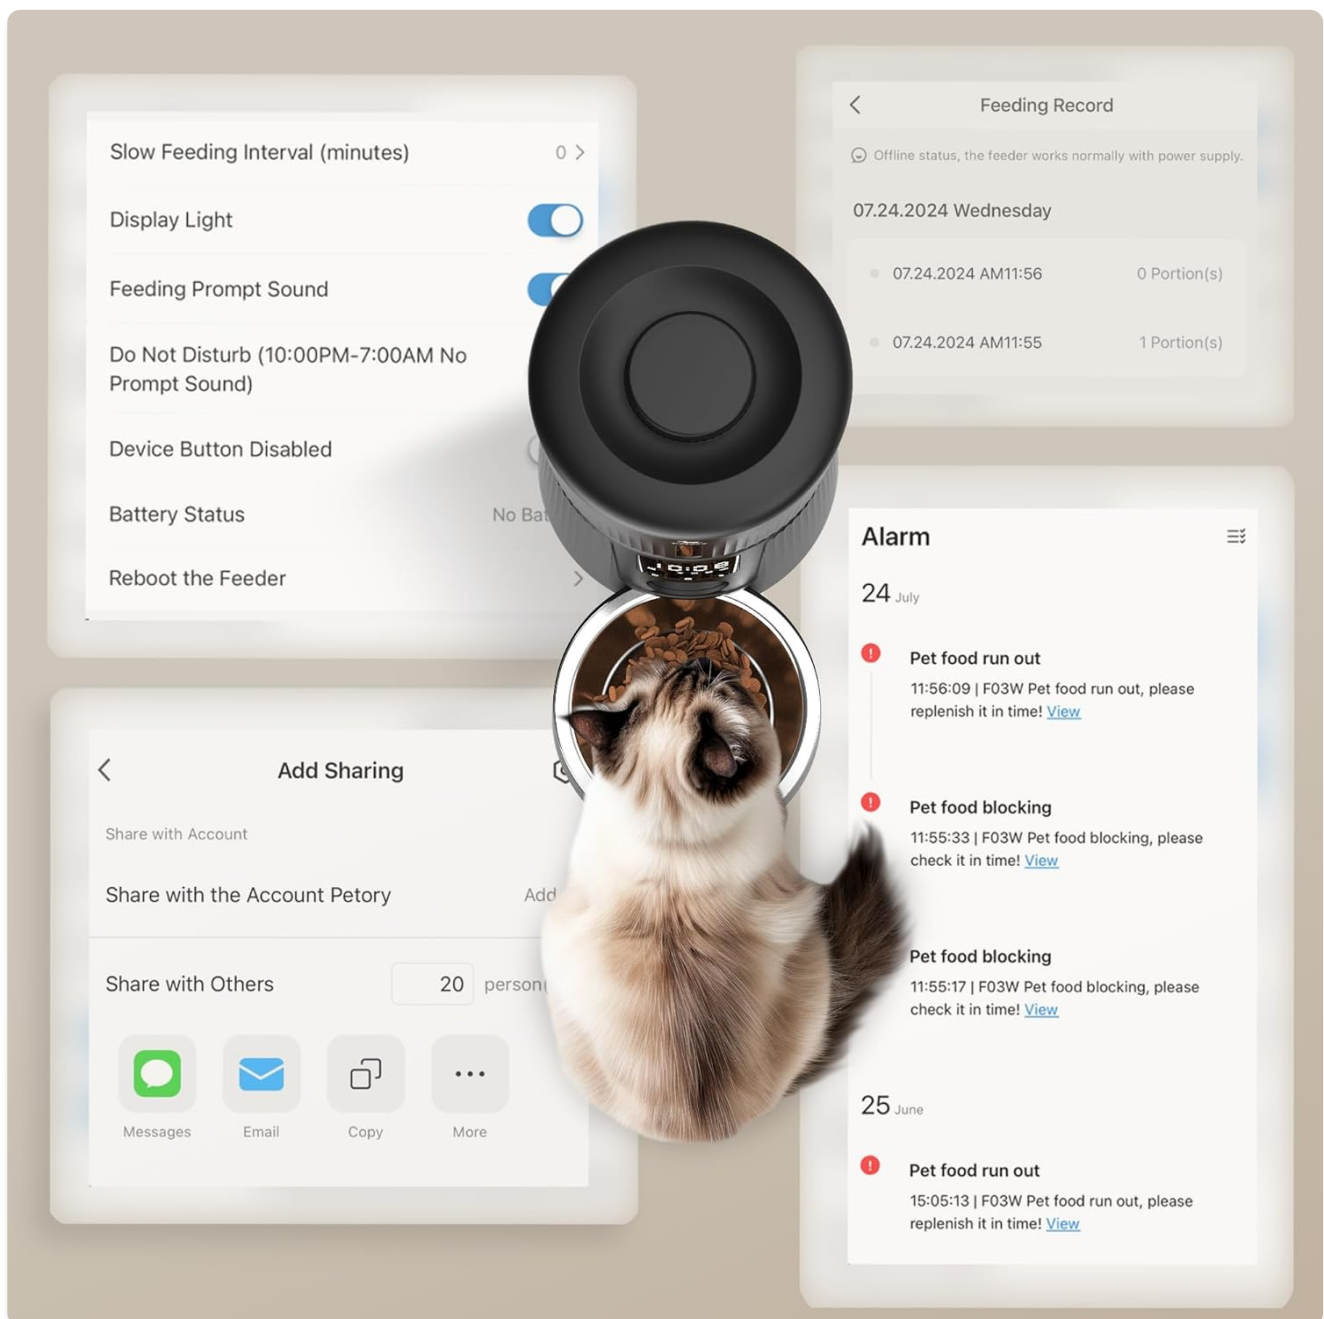 Slow Feeding Interval (minutes) 0
Display Light
Feeding Prompt Sound
Do Not Disturb (10:00PM-7:00AM No
Prompt Sound)
Device Button Disabled
Battery Status No
Reboot the Feeder
Feeding Record
Offline status, the feeder works normally with power supply.
07.24.2024 Wednesday
07.24.2024 AM11:56 0 Portion(s)
07.24.2024 AM11:55 1 Portion(s)
Add Sharing
Share with Account
Share with the Account Petory Add
Share with Others 20 person
Messages Email Copy More
Alarm
24 July
Pet food run out
11:56:09 | F03W Pet food run out, please
replenish it in time! View
Pet food blocking
11:55:33 | F03W Pet food blocking, please
check it in time! View
Pet food blocking
11:55:17 | F03W Pet food blocking, please
check it in time! View
25 June
Pet food run out
15:05:13 | F03W Pet food run out, please
replenish it in time! View